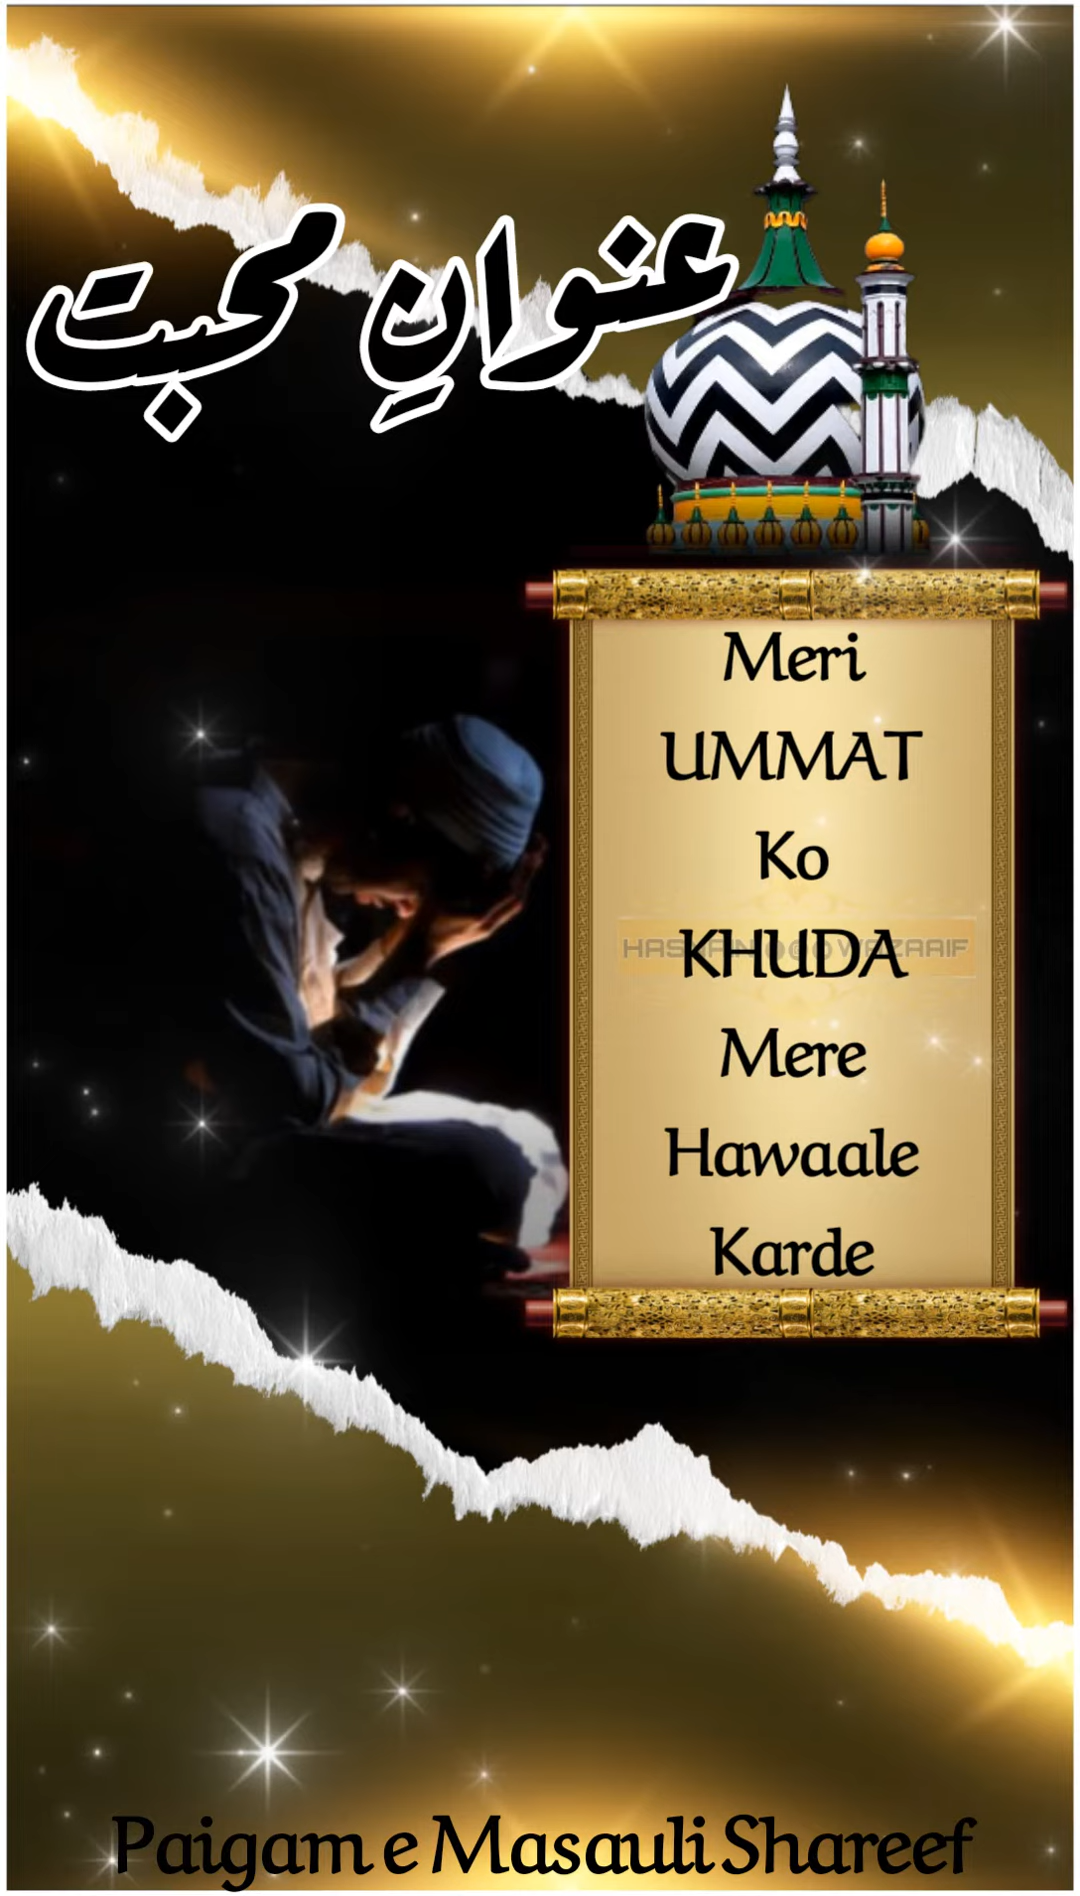 عنوانِ محبت
Meri
UMMAT
Ko
KHUDA
Mere
Hawaale
Karde
Paigam e Masauli Shareef